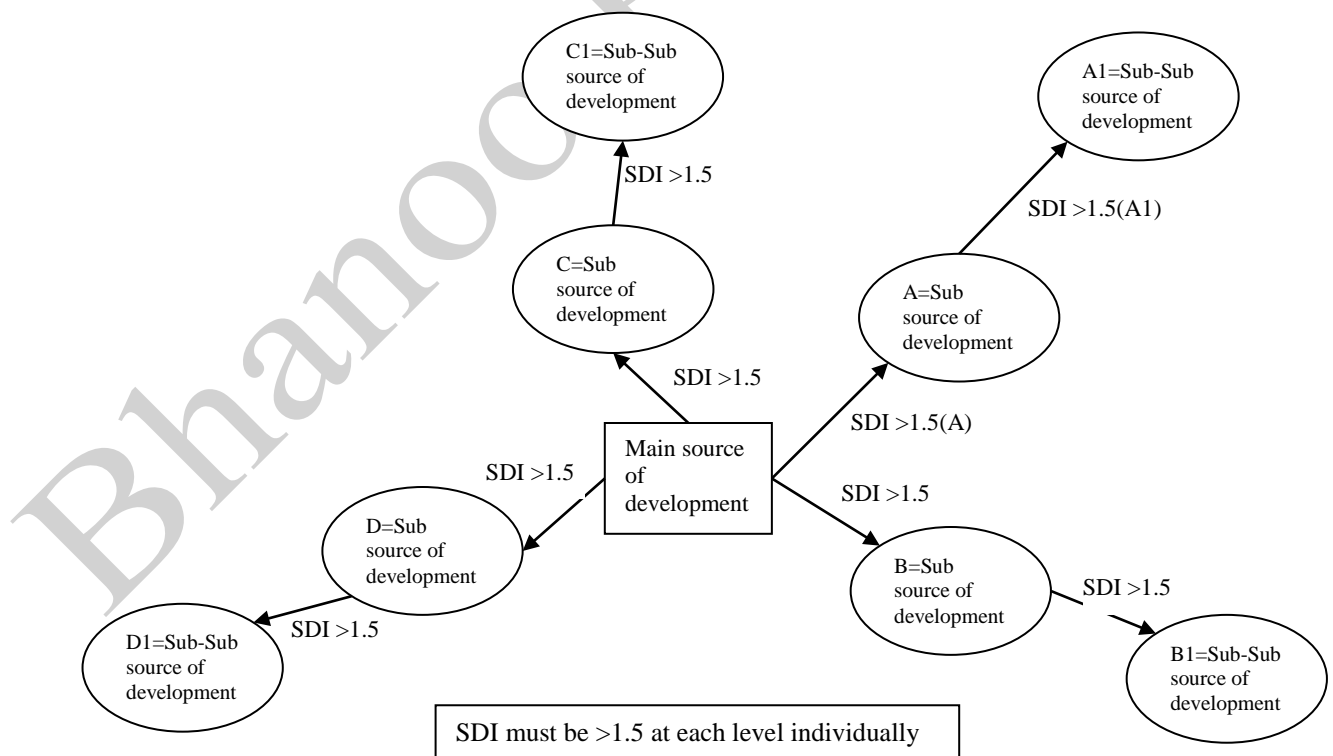 C1=Sub-Sub
source of
development
A1=Sub-Sub
source of
development
SDI >1.5
SDI >1.5(A1)
C=Sub
source of
development
A=Sub
source of
development
SDI >1.5
SDI >1.5(A)
Main source
of
development
SDI >1.5
SDI >1.5
D=Sub
source of
development
B=Sub
source of
development
SDI >1.5
SDI >1.5
D1=Sub-Sub
source of
development
B1=Sub-Sub
source of
development
SDI must be >1.5 at each level individually